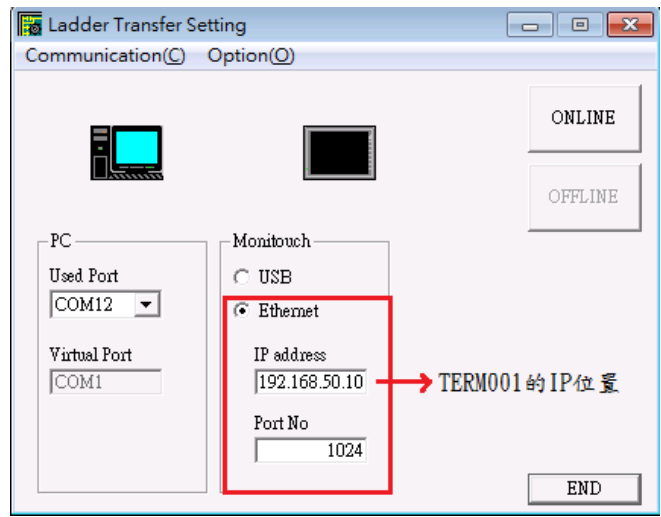 Ladder Transfer Setting
Communication(C) Option(O)
ONLINE
OFFLINE
PC
Used Port
COM12
Virtual Port
COM1
Monitouch
USB
Ethernet
IP address
192.168.50.10
Port No
1024
TERM001的IP位置
END